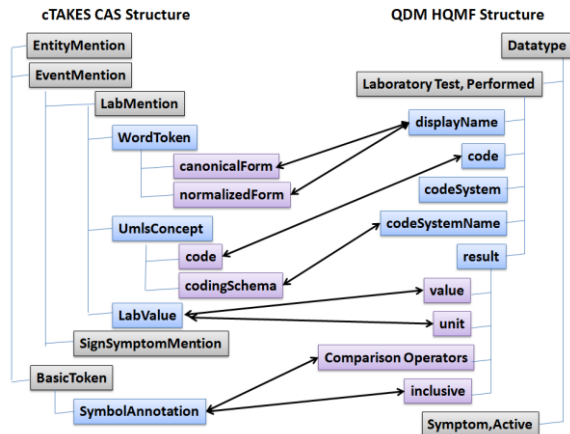 cTAKES CAS Structure
QDM HQMF Structure
EntityMention
EventMention
LabMention
WordToken
canonicalForm
normalizedForm
UmlsConcept
code
codingSchema
LabValue
SignSymptomMention
BasicToken
SymbolAnnotation
Datatype
Laboratory Test, Performed
displayName
code
codeSystem
codeSystemName
result
value
unit
Comparison Operators
inclusive
Symptom,Active